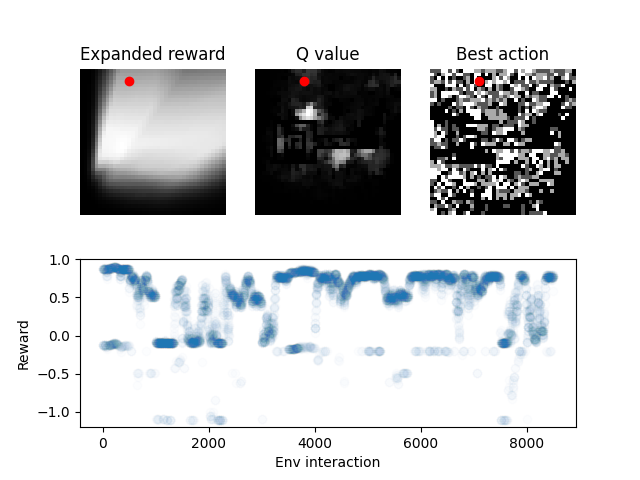 Expanded reward
Q value
Best action
1.0
0.5
0.0
−0.5
−1.0
Reward
0
2000
4000
6000
8000
Env interaction